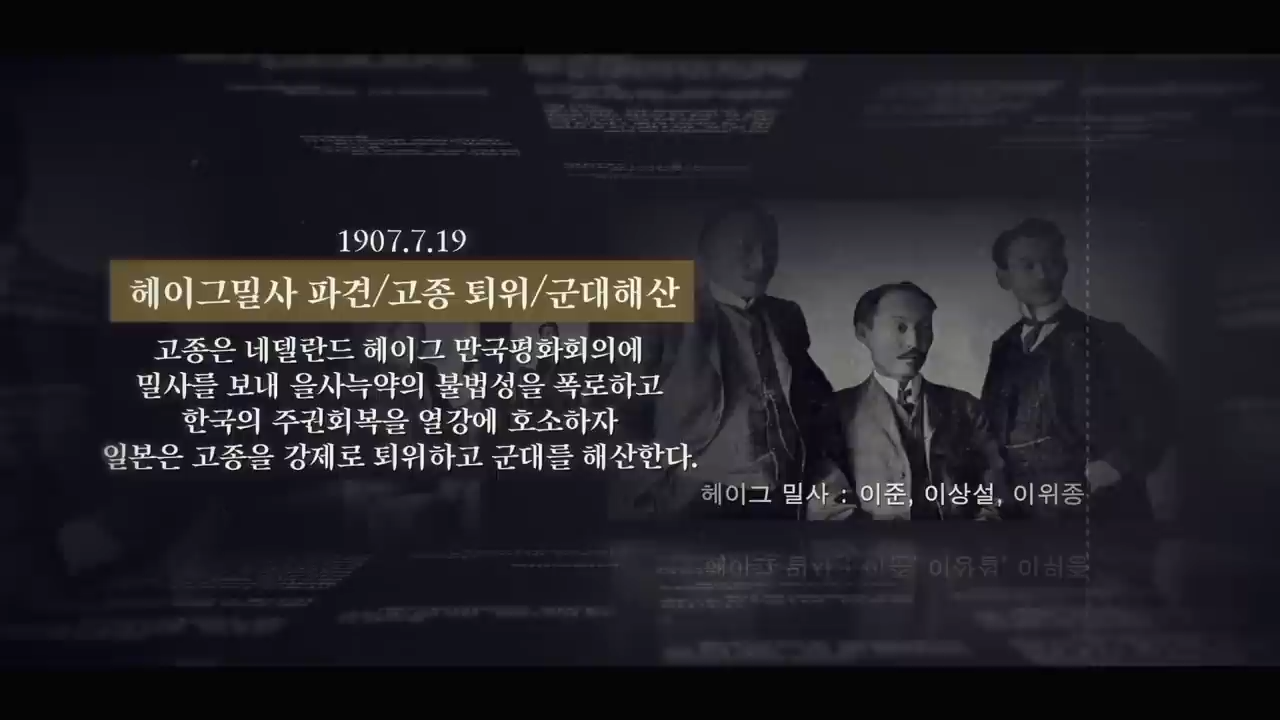 1907.7.19
헤이그밀사 파견/고종 퇴위/군대해산
고종은 네델란드 헤이그 만국평화회의에
밀사를 보내 을사늑약의 불법성을 폭로하고
한국의 주권회복을 열강에 호소하자
일본은 고종을 강제로 퇴위하고 군대를 해산한다.
헤이그 밀사 : 이준, 이상설, 이위종